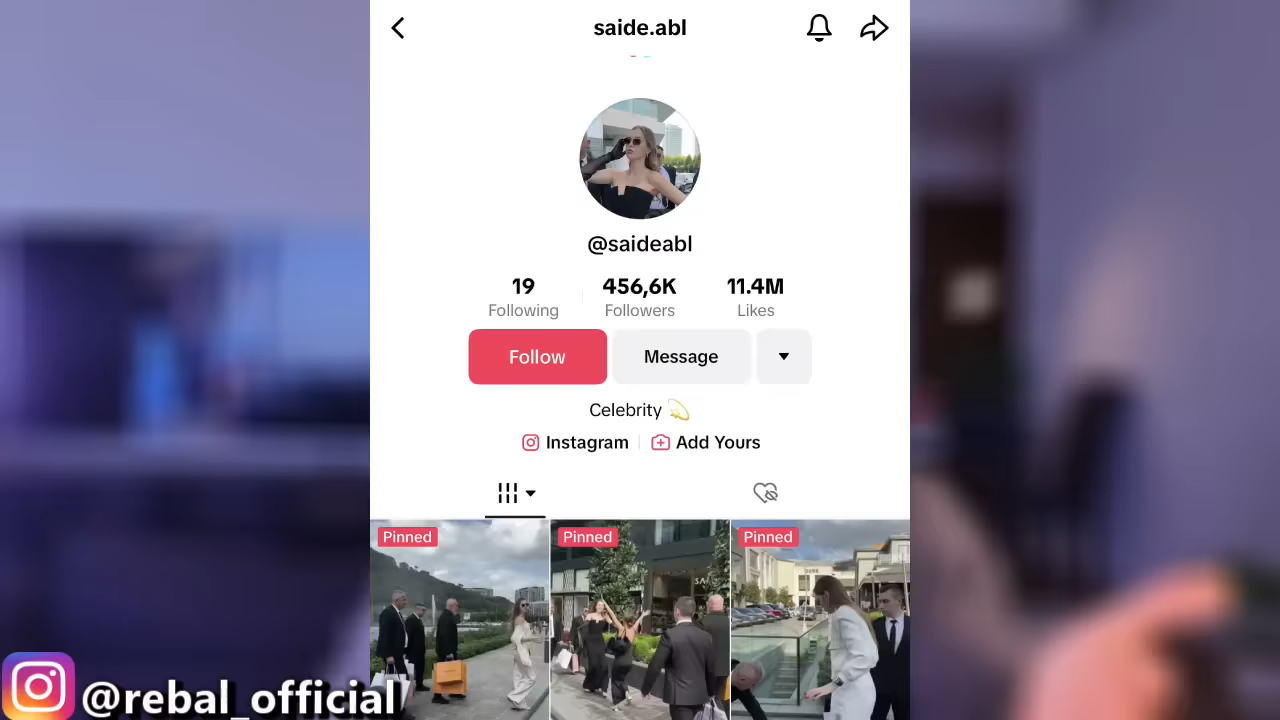 saide.abl
@saideabl
19 456,6K 11.4M
Following Followers Likes
Follow Message
Celebrity
Instagram Add Yours
Pinned Pinned Pinned
@rebal_official